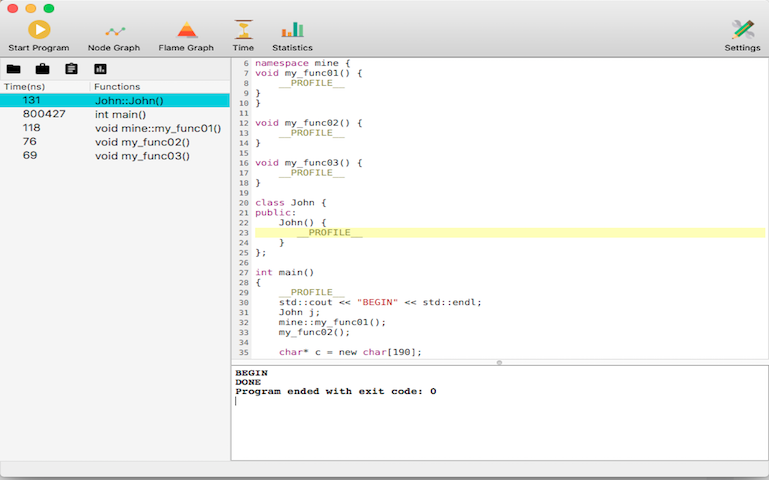 Start Program Node Graph Flame Graph Time Statistics Settings
Time(ns) Functions
131 John::John()
800427 int main()
118 void mine::my_func01()
76 void my_func02()
69 void my_func03()
6 namespace mine {
7 void my_func01() {
8     __PROFILE__
9 }
10 }
11
12 void my_func02() {
13     __PROFILE__
14 }
15
16 void my_func03() {
17     __PROFILE__
18 }
19
20 class John {
21 public:
22     John() {
23         __PROFILE__
24     }
25 };
26
27 int main()
28 {
29     __PROFILE__
30     std::cout << "BEGIN" << std::endl;
31     John j;
32     mine::my_func01();
33     my_func02();
34
35     char* c = new char[190];
BEGIN
DONE
Program ended with exit code: 0